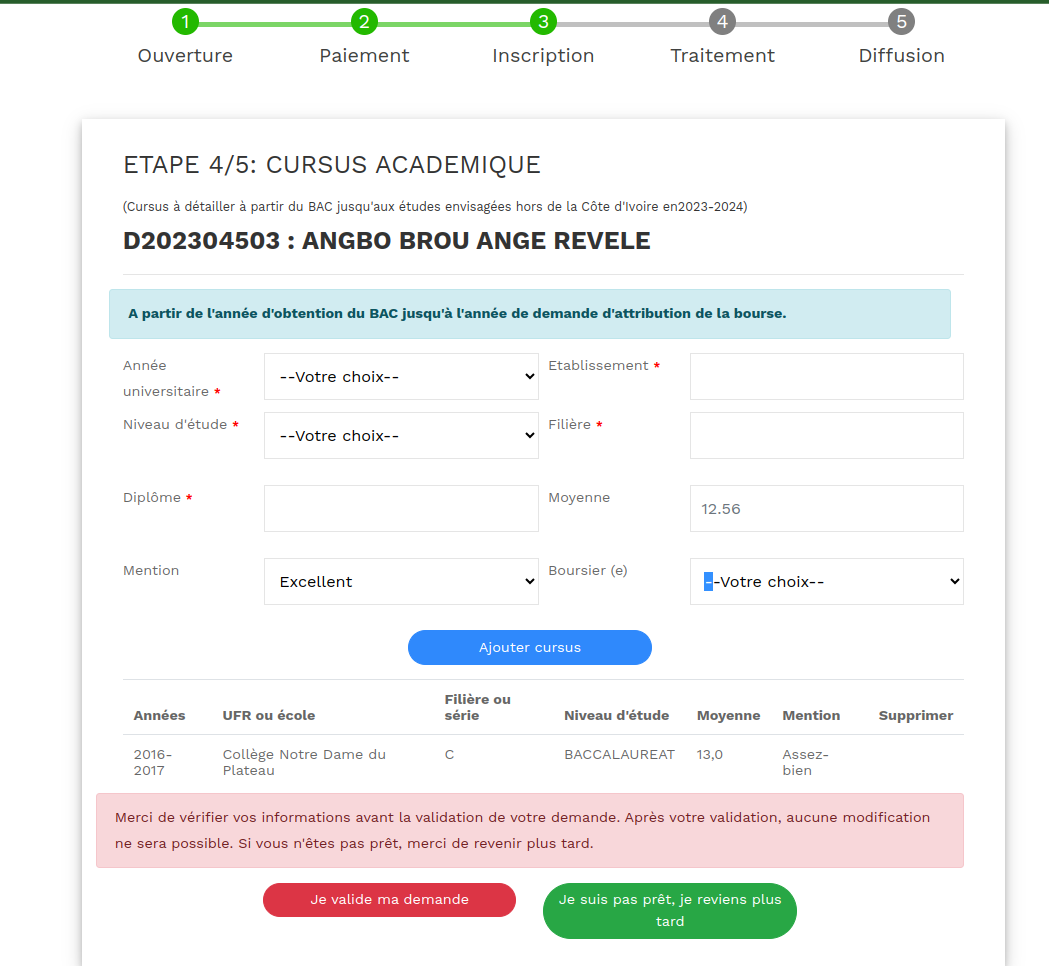 1 2 3 4 5
Ouverture Paiement Inscription Traitement Diffusion
ETAPE 4/5: CURSUS ACADEMIQUE
(Cursus à détailler à partir du BAC jusqu'aux études envisagées hors de la Côte d'Ivoire en2023-2024)
D202304503 : ANGBO BROU ANGE REVELE
A partir de l'année d'obtention du BAC jusqu'à l'année de demande d'attribution de la bourse.
Année
universitaire *
--Votre choix--
Etablissement *
Niveau d'étude *
--Votre choix--
Filière *
Diplôme *
Moyenne
12.56
Mention
Excellent
Boursier (e)
--Votre choix--
Ajouter cursus
Années
UFR ou école
Filière ou
série
Niveau d'étude
Moyenne
Mention
Supprimer
2016-
2017
Collège Notre Dame du
Plateau
C
BACCALAUREAT
13,0
Assez-
bien
Merci de vérifier vos informations avant la validation de votre demande. Après votre validation, aucune modification
ne sera possible. Si vous n'êtes pas prêt, merci de revenir plus tard.
Je valide ma demande
Je suis pas prêt, je reviens plus
tard